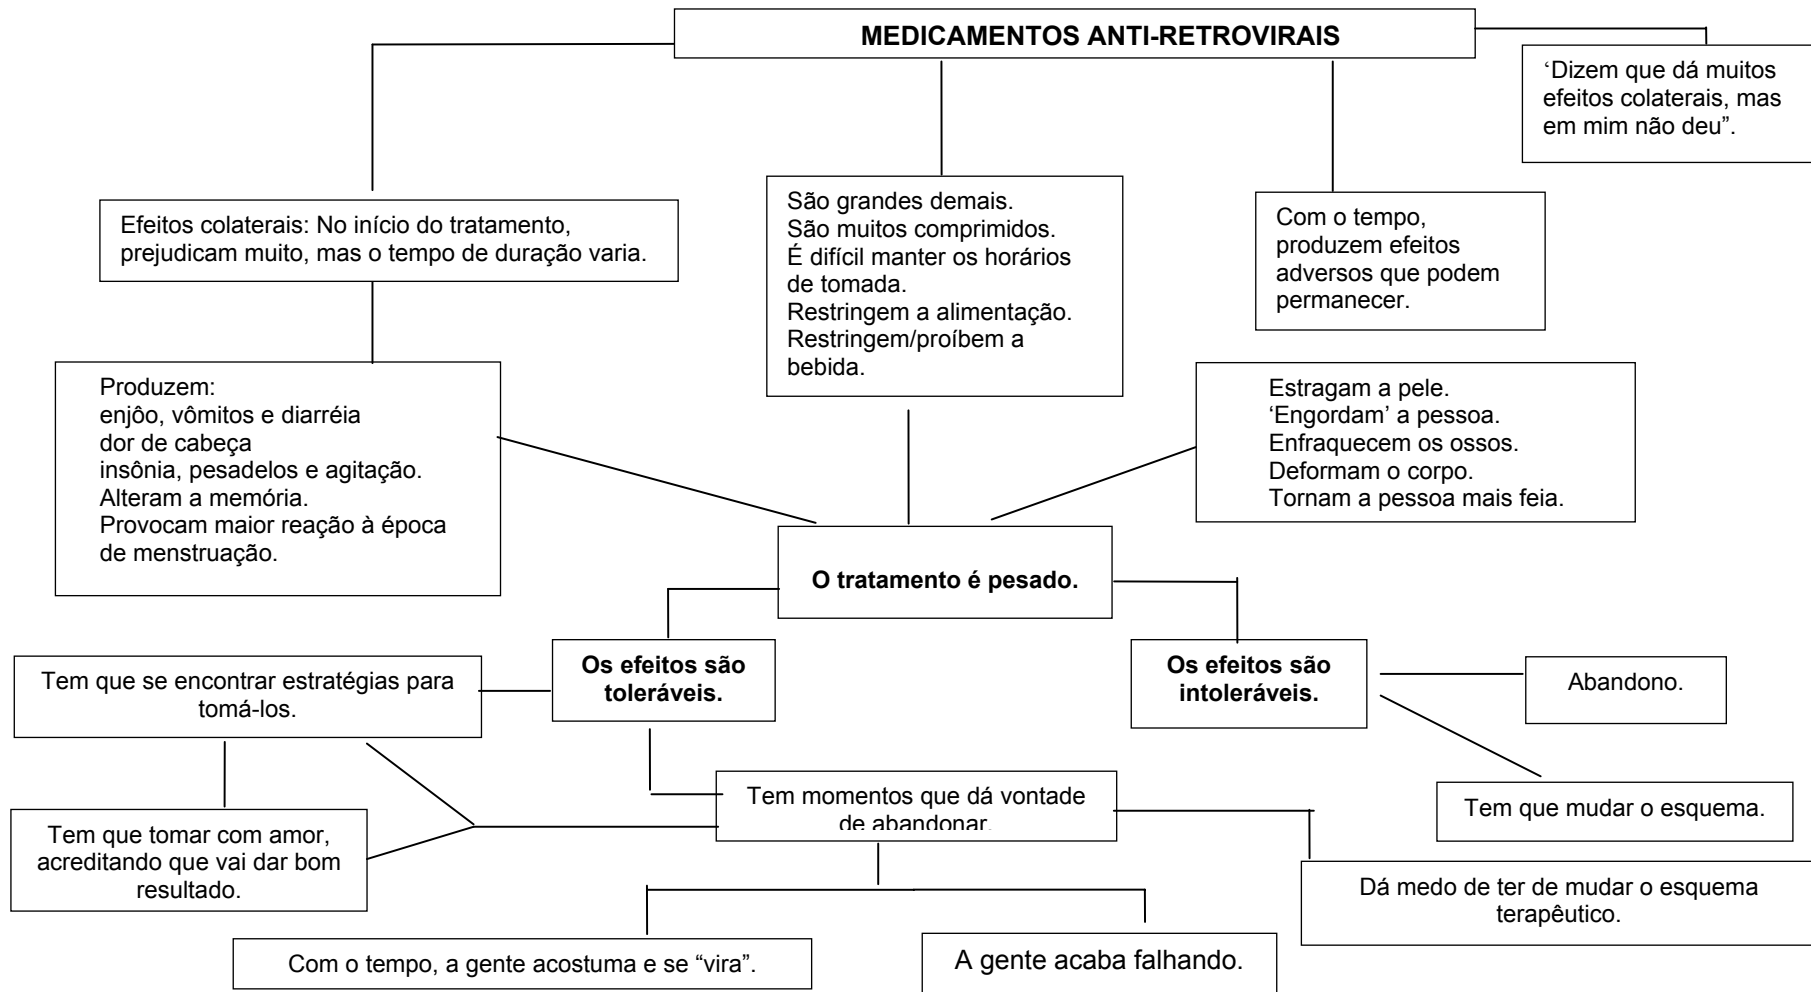 MEDICAMENTOS ANTI-RETROVIRAIS
‘Dizem que dá muitos
efeitos colaterais, mas
em mim não deu”.
Efeitos colaterais: No início do tratamento,
prejudicam muito, mas o tempo de duração varia.
São grandes demais.
São muitos comprimidos.
É difícil manter os horários
de tomada.
Restringem a alimentação.
Restringem/proíbem a
bebida.
Com o tempo,
produzem efeitos
adversos que podem
permanecer.
Produzem:
enjôo, vômitos e diarréia
dor de cabeça
insônia, pesadelos e agitação.
Alteram a memória.
Provocam maior reação à época
de menstruação.
Estragam a pele.
‘Engordam’ a pessoa.
Enfraquecem os ossos.
Deformam o corpo.
Tornam a pessoa mais feia.
O tratamento é pesado.
Tem que se encontrar estratégias para
tomá-los.
Os efeitos são
toleráveis.
Os efeitos são
intoleráveis.
Abandono.
Tem que tomar com amor,
acreditando que vai dar bom
resultado.
Tem momentos que dá vontade
de abandonar.
Tem que mudar o esquema.
Dá medo de ter de mudar o esquema
terapêutico.
Com o tempo, a gente acostuma e se “vira”.
A gente acaba falhando.